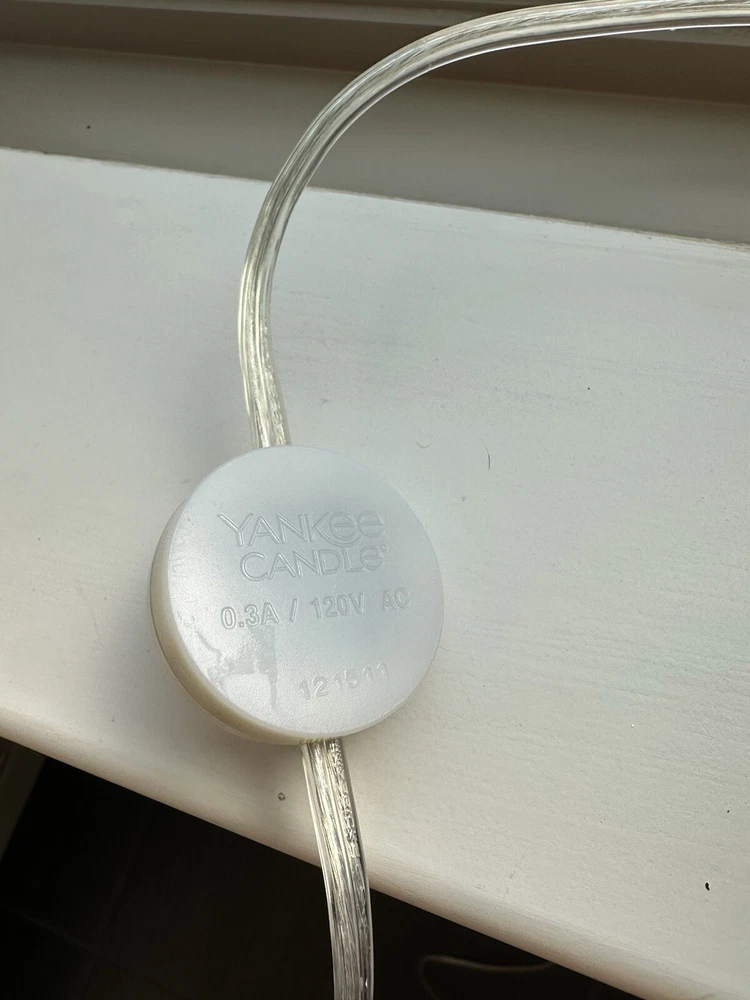 YANKEE
CANDLE®
0.3A / 120V AC
121511